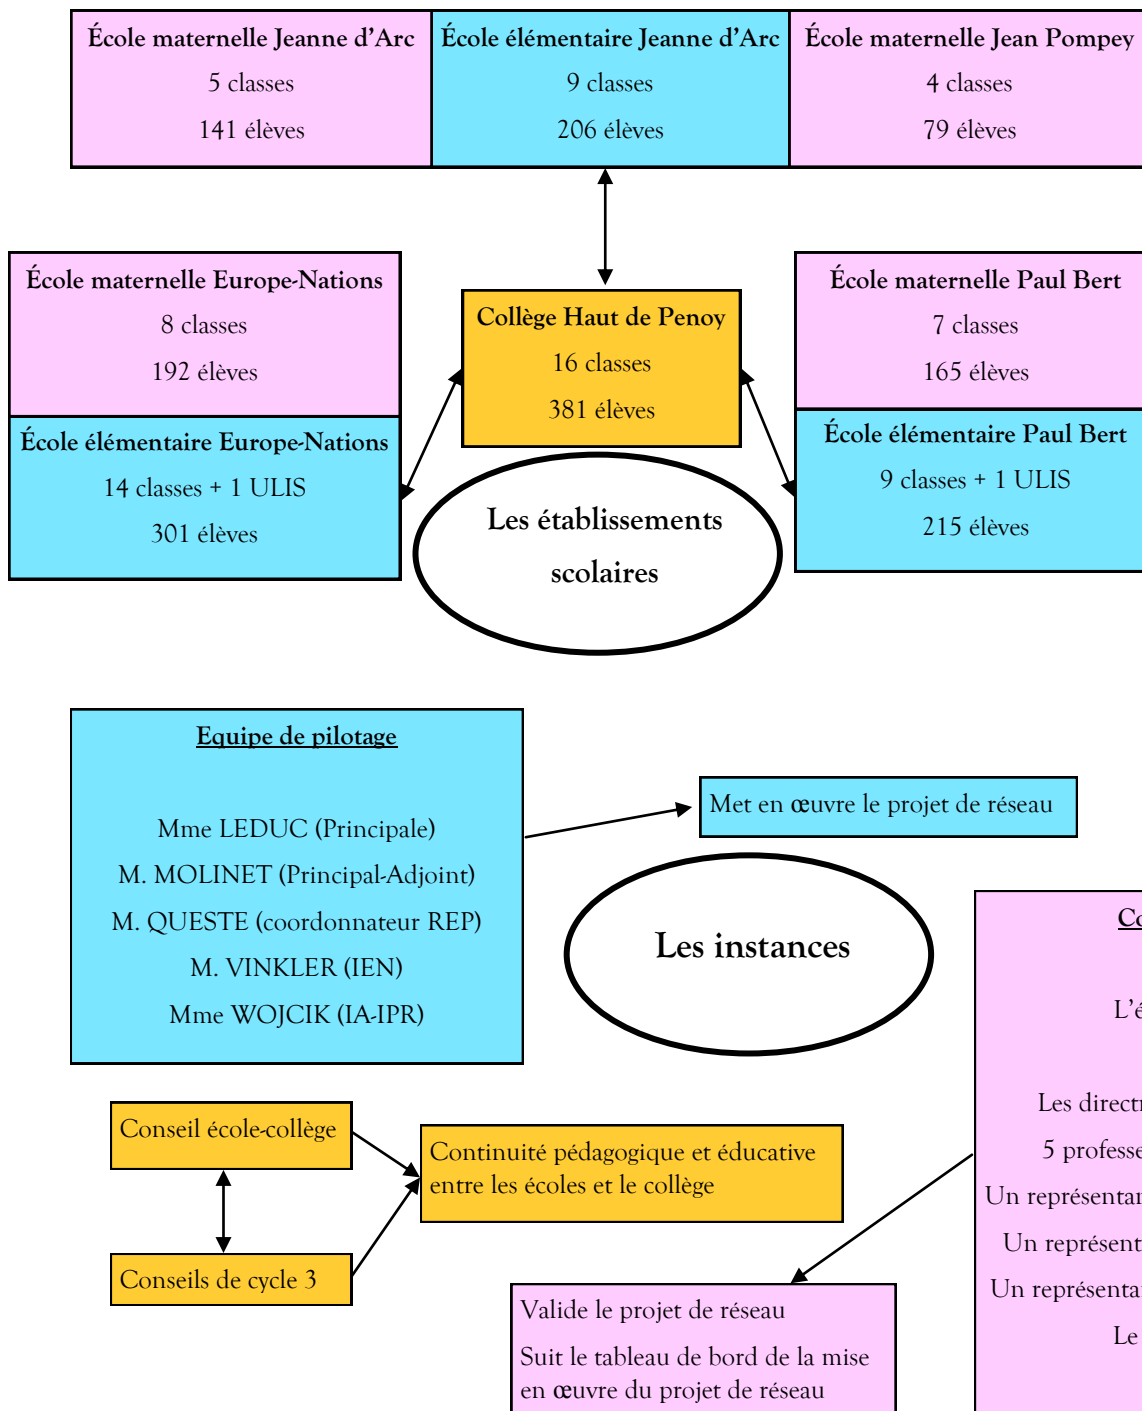 École maternelle Jeanne d'Arc
5 classes
141 élèves
École élémentaire Jeanne d'Arc
9 classes
206 élèves
École maternelle Jean Pompey
4 classes
79 élèves
École maternelle Europe-Nations
8 classes
192 élèves
École élémentaire Europe-Nations
14 classes + 1 ULIS
301 élèves
Collège Haut de Penoy
16 classes
381 élèves
École maternelle Paul Bert
7 classes
165 élèves
École élémentaire Paul Bert
9 classes + 1 ULIS
215 élèves
Les établissements
scolaires
Equipe de pilotage
Mme LEDUC (Principale)
M. MOLINET (Principal-Adjoint)
M. QUESTE (coordonnateur REP)
M. VINKLER (IEN)
Mme WOJCIK (IA-IPR)
Met en œuvre le projet de réseau
Les instances
Conseil école-collège
Conseils de cycle 3
Continuité pédagogique et éducative
entre les écoles et le collège
Les
5
Un
Un
Un
Le
Valide le projet de réseau
Suit le tableau de bord de la mise
en œuvre du projet de réseau